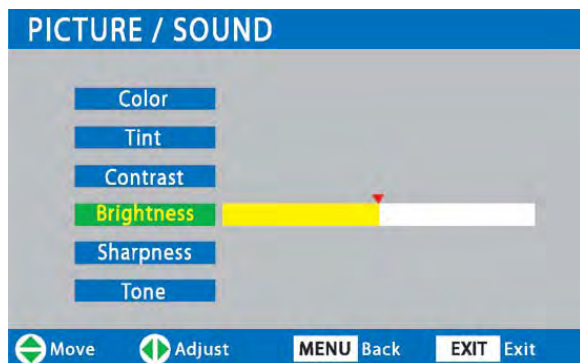 PICTURE / SOUND
Color
Tint
Contrast
Brightness
Sharpness
Tone
Move Adjust MENU Back EXIT Exit